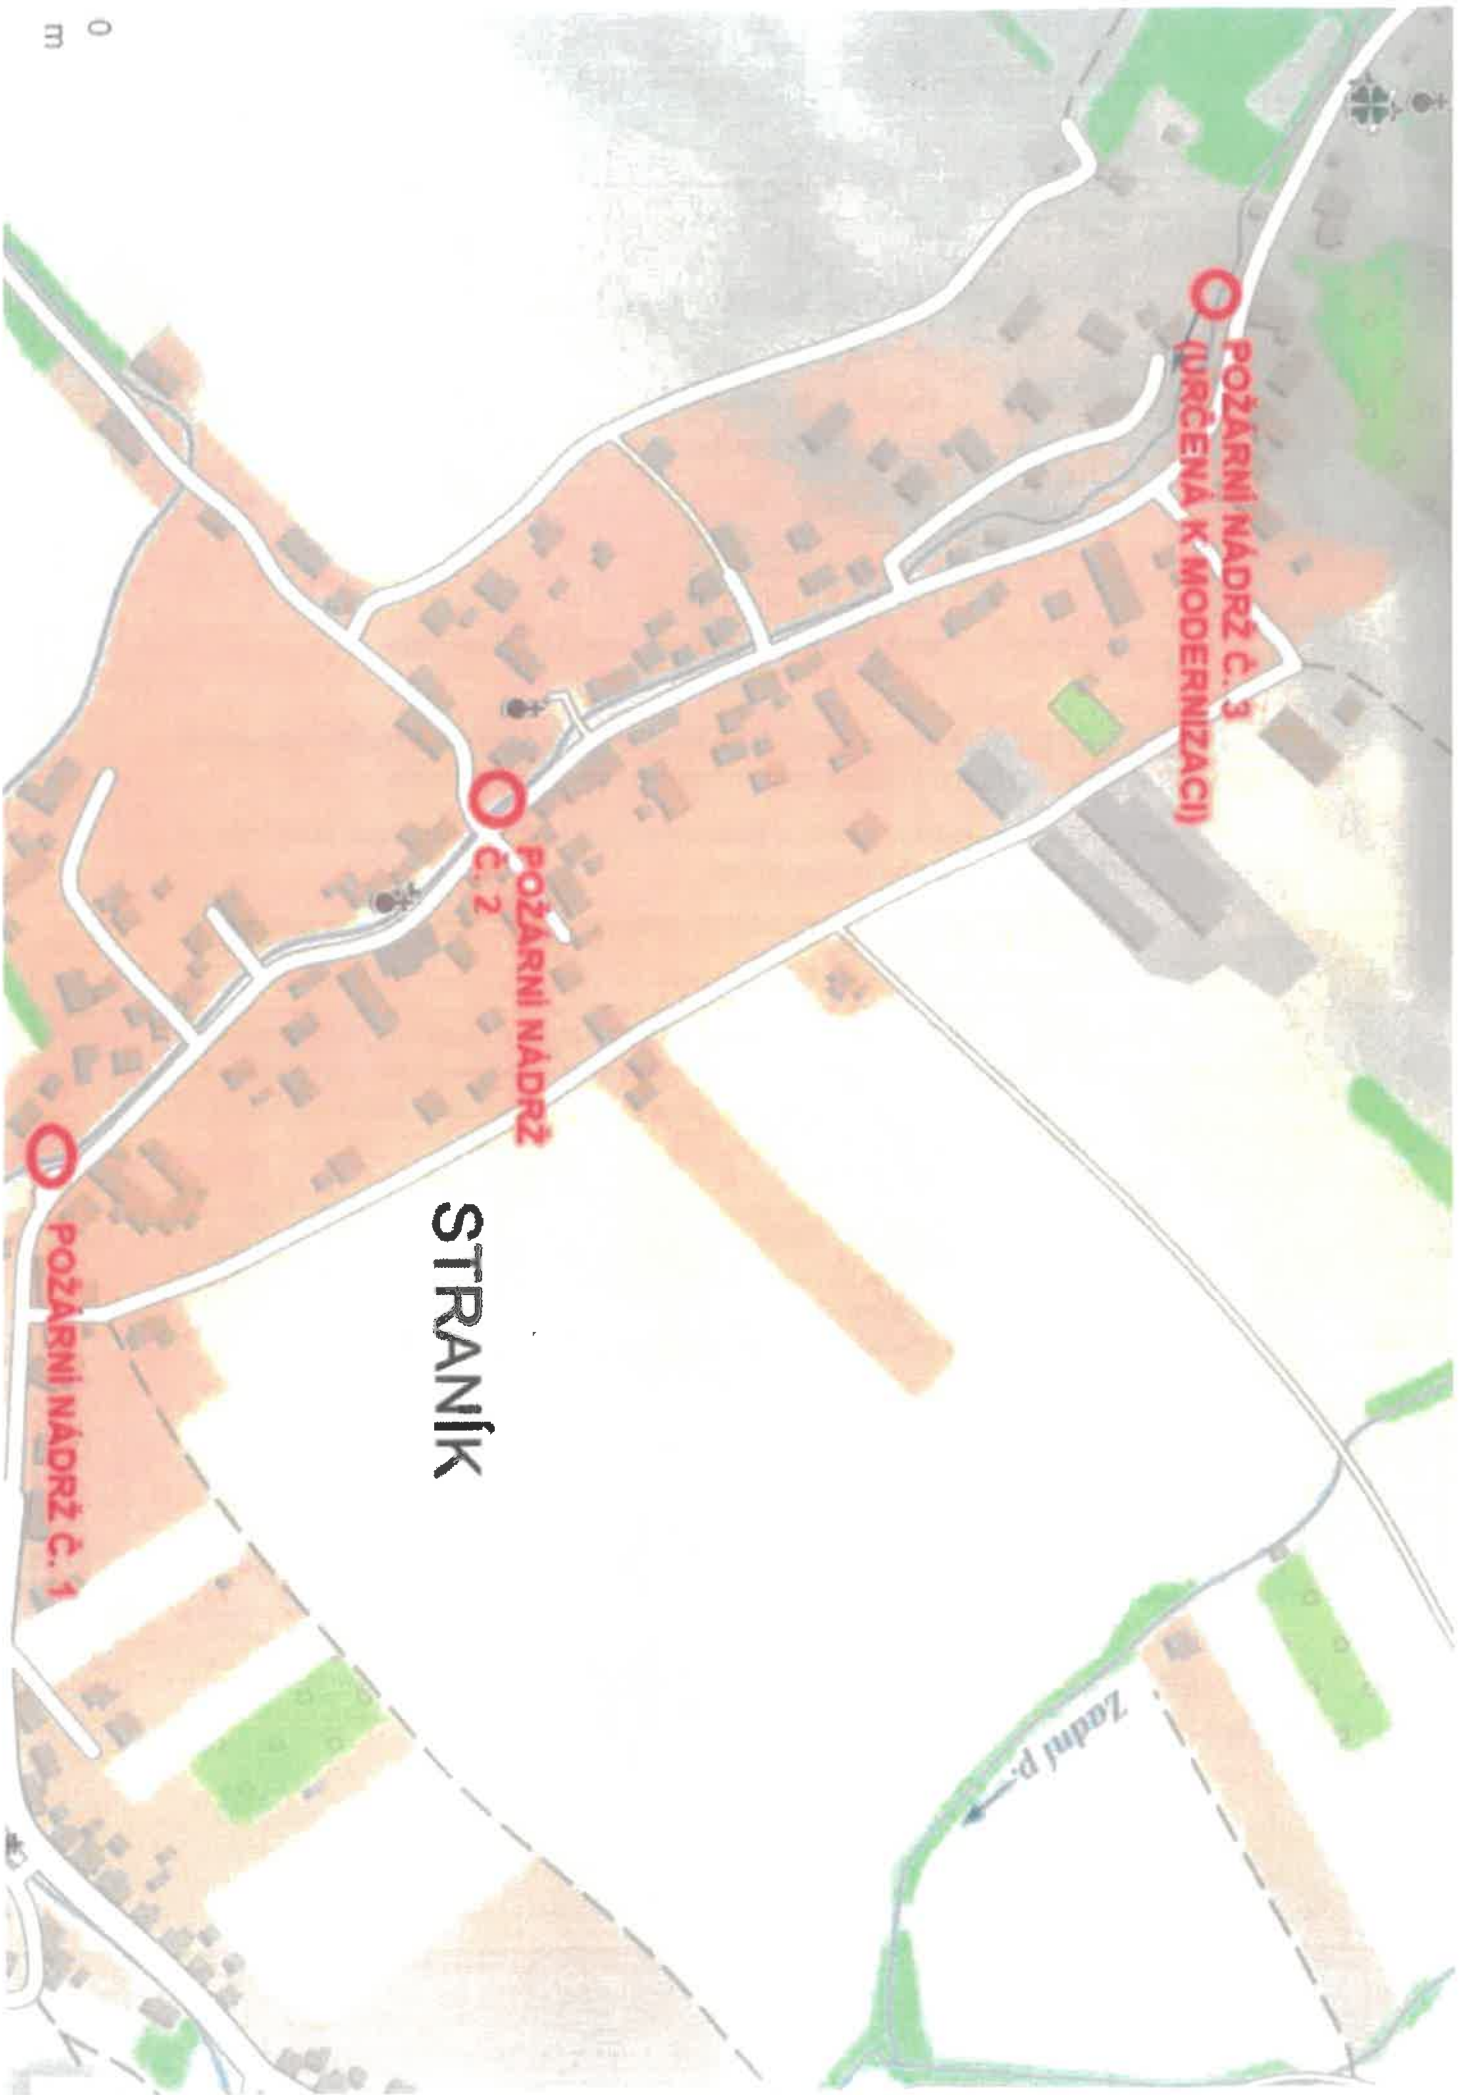 POŽÁRNÍ NÁDRŽ Č. 3
(URČENÁ K MODERNIZACI)
POŽÁRNÍ NÁDRŽ
Č. 2
STRANÍK
POŽÁRNÍ NÁDRŽ Č. 1
Zadní p.
0
m